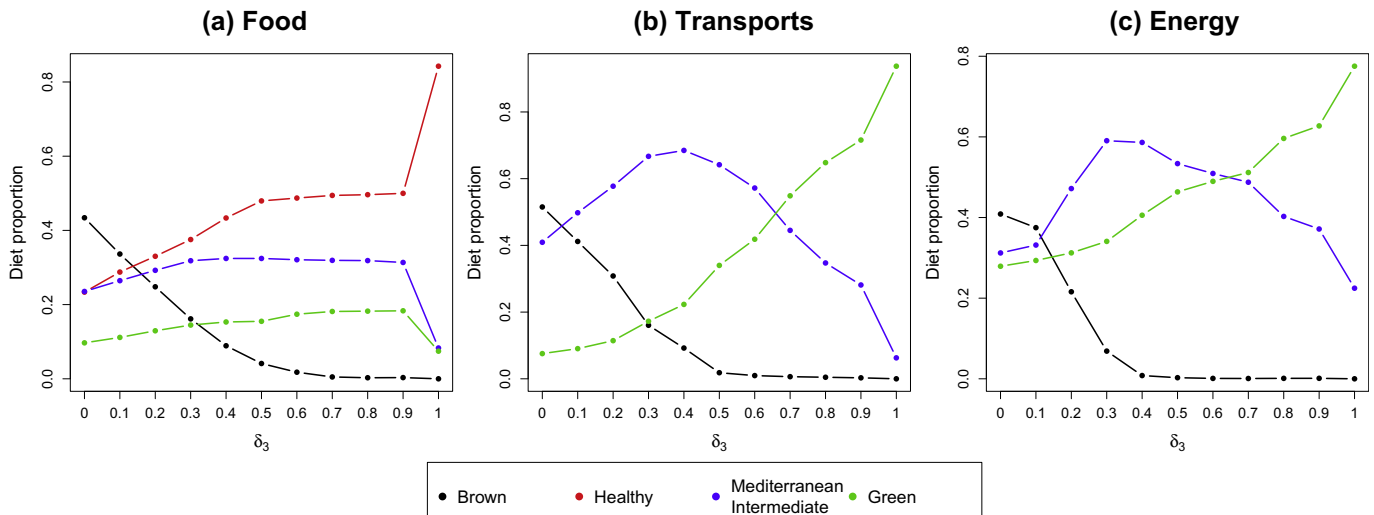 (a) Food
Diet proportion
0.0 0.2 0.4 0.6 0.8
0 0.1 0.2 0.3 0.4 0.5 0.6 0.7 0.8 0.9 1
δ3
(b) Transports
Diet proportion
0.0 0.2 0.4 0.6 0.8
0 0.1 0.2 0.3 0.4 0.5 0.6 0.7 0.8 0.9 1
δ3
(c) Energy
Diet proportion
0.0 0.2 0.4 0.6 0.8
0 0.1 0.2 0.3 0.4 0.5 0.6 0.7 0.8 0.9 1
δ3
Brown
Healthy
Mediterranean
Intermediate
Green